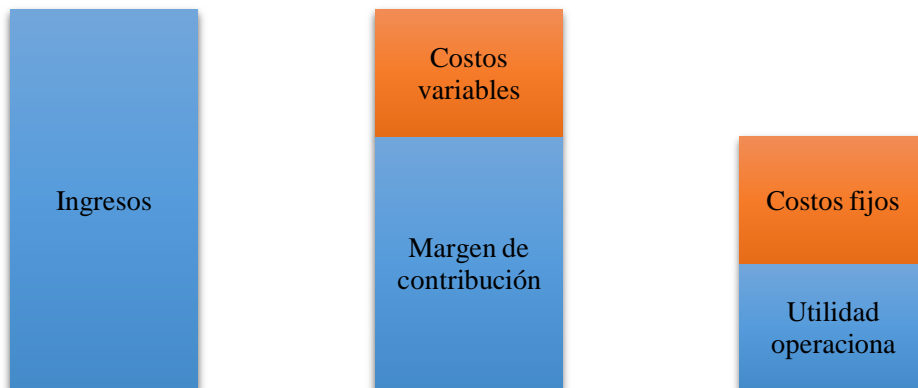 Ingresos
Costos
variables
Margen de
contribución
Costos fijos
Utilidad
operaciona